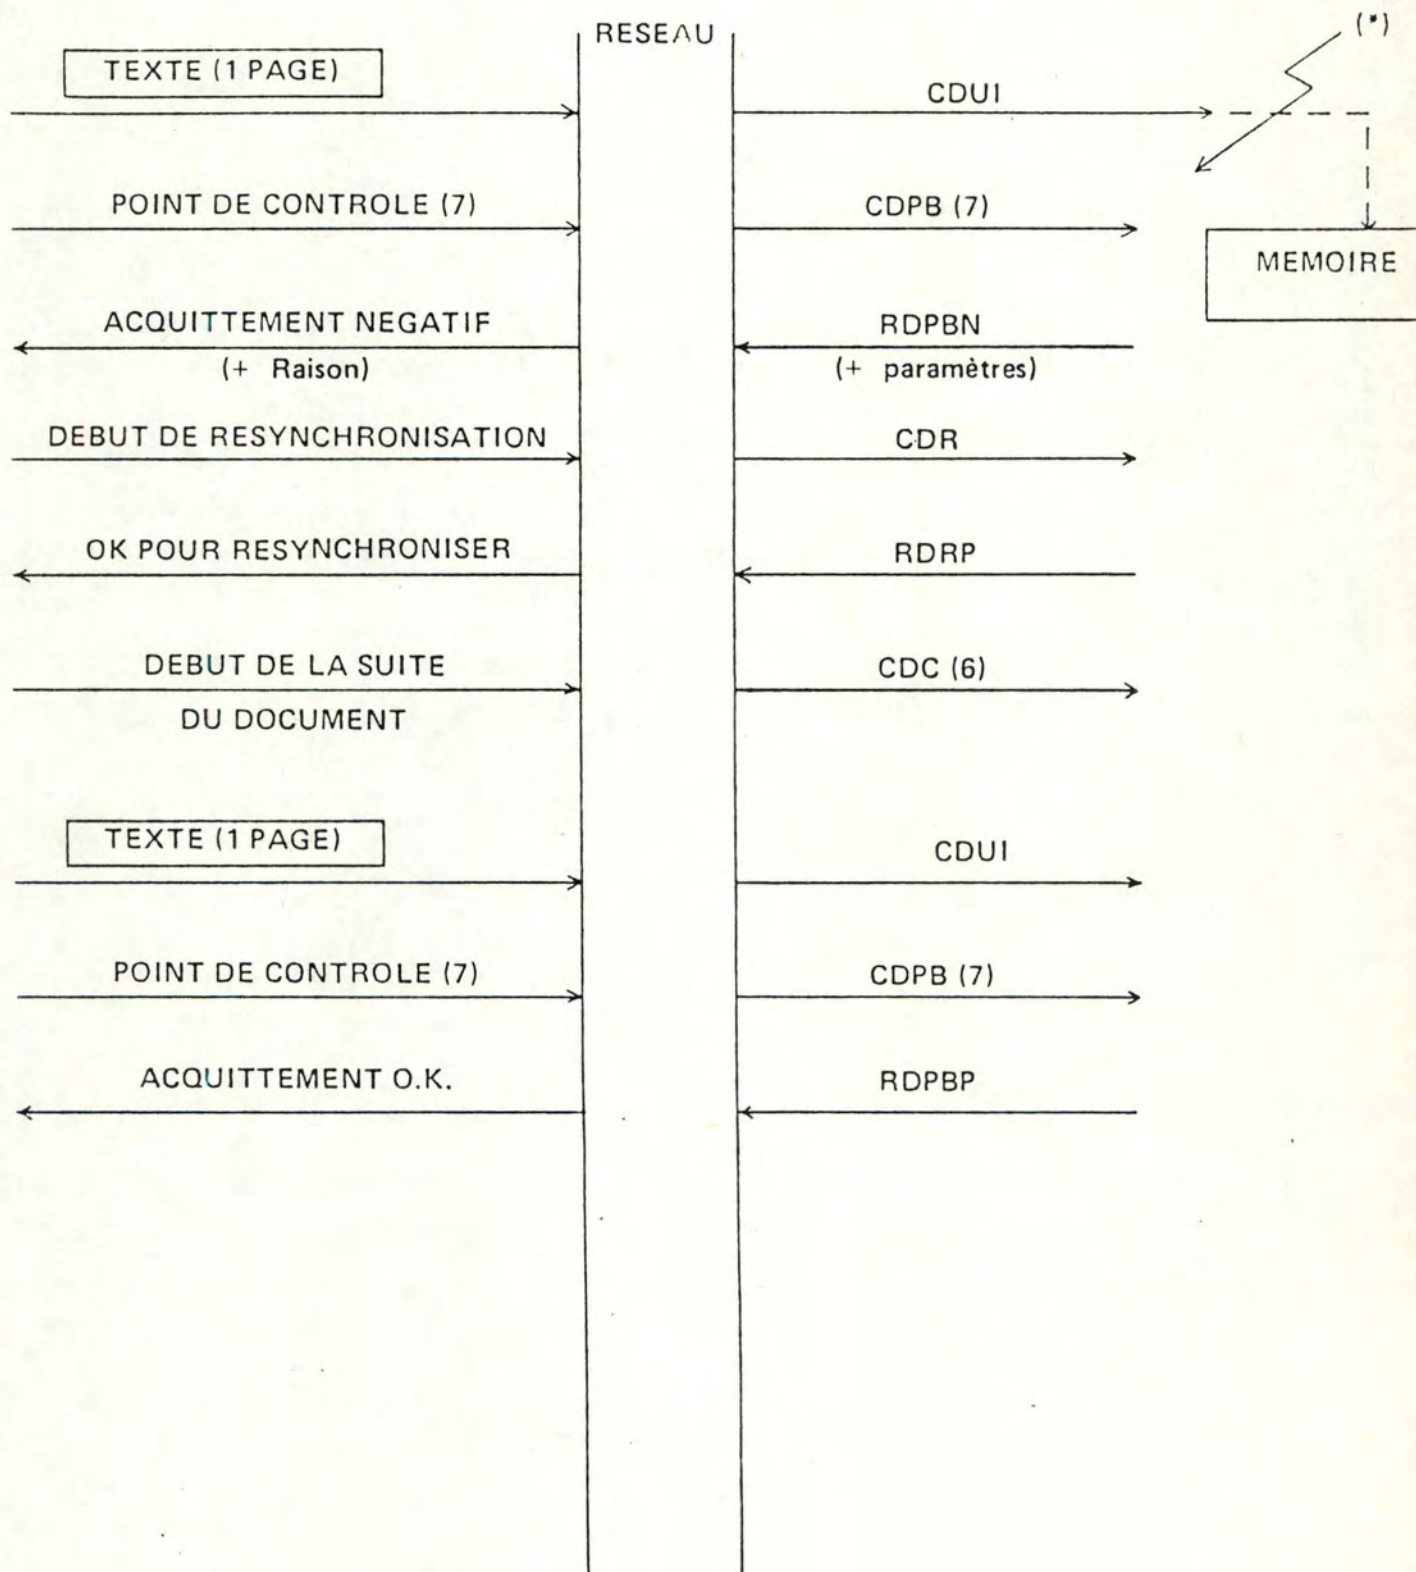 RESEAU
(*)
TEXTE (1 PAGE)
CDUI
POINT DE CONTROLE (7)
CDPB (7)
MEMOIRE
ACQUITTEMENT NEGATIF
(+ Raison)
RDPBN
(+ paramètres)
DEBUT DE RESYNCHRONISATION
CDR
OK POUR RESYNCHRONISER
RDRP
DEBUT DE LA SUITE
DU DOCUMENT
CDC (6)
TEXTE (1 PAGE)
CDUI
POINT DE CONTROLE (7)
CDPB (7)
ACQUITTEMENT O.K.
RDPBP